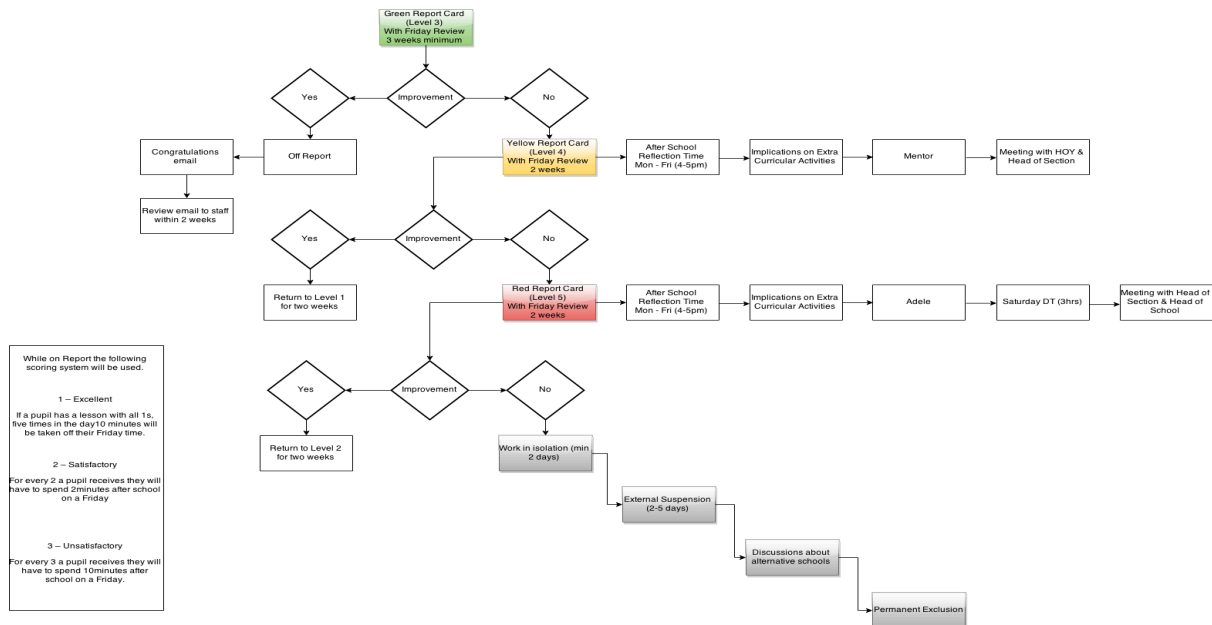 Green Report Card
(Level 3)
With Friday Review
3 weeks minimum
Yes
Improvement
No
Congratulations
email
Off Report
Yellow Report Card
(Level 4)
With Friday Review
2 weeks
After School
Reflection Time
Mon - Fri (4-5pm)
Implications on Extra
Curricular Activities
Mentor
Meeting with HOY &
Head of Section
Review email to staff
within 2 weeks
Yes
Improvement
No
Return to Level 1
for two weeks
Red Report Card
(Level 5)
With Friday Review
2 weeks
After School
Reflection Time
Mon - Fri (4-5pm)
Implications on Extra
Curricular Activities
Adele
Saturday DT (3hrs)
Meeting with Head of
Section & Head of
School
While on Report the following
scoring system will be used.
1 – Excellent
If a pupil has a lesson with all 1s,
five times in the day10 minutes will
be taken off their Friday time.
2 – Satisfactory
For every 2 a pupil receives they will
have to spend 2minutes after school
on a Friday
3 – Unsatisfactory
For every 3 a pupil receives they will
have to spend 10minutes after
school on a Friday.
Yes
Improvement
No
Return to Level 2
for two weeks
Work in isolation (min
2 days)
External Suspension
(2-5 days)
Discussions about
alternative schools
Permanent Exclusion